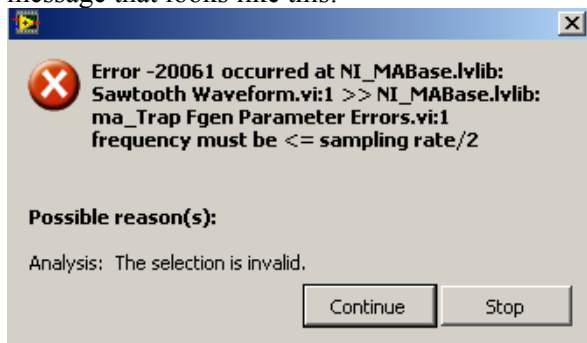 message that looks like this:
Error -20061 occurred at NI_MABase.lvlib:
Sawtooth Waveform.vi:1 >> NI_MABase.lvlib:
ma_Trap Fgen Parameter Errors.vi:1
frequency must be <= sampling rate/2
Possible reason(s):
Analysis:  The selection is invalid.
Continue
Stop